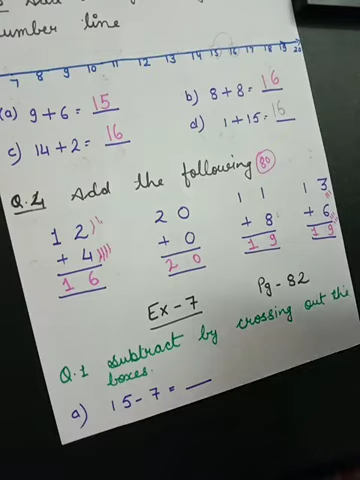 number line
7 8 9 10 11 12 13 14 15 16 17 18 19 20
(a) 9 + 6 = 15
b) 8 + 8 = 16
c) 14 + 2 = 16
d) 1 + 15 = 16
Q.2 Add the following 80
1 2 2 0 1 1 1 3
+ 4 + 0 + 8 + 6
1 6 2 0 1 9 1 9
Ex - 7 Pg - 82
Q.1 Subtract by crossing out the
boxes.
a) 15 - 7 =